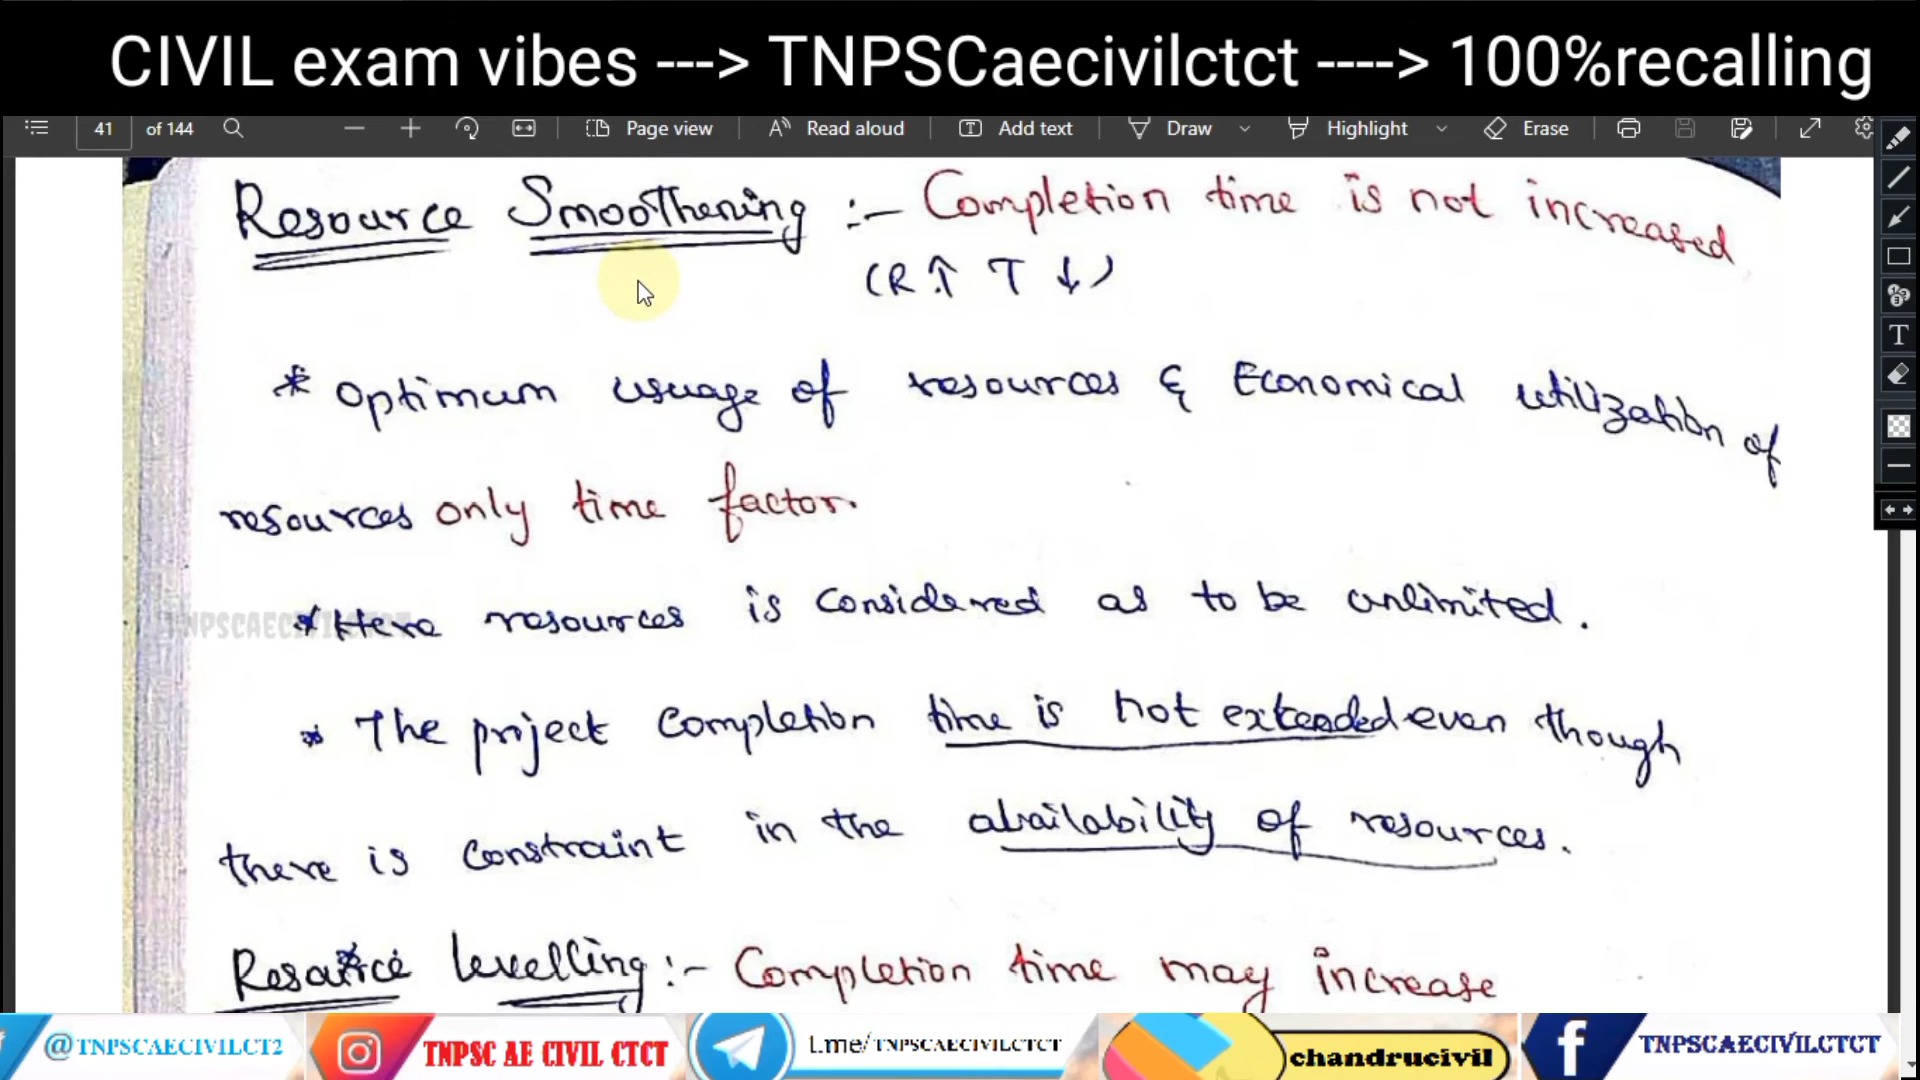 CIVIL exam vibes ---> TNPSCaecivilctct ----> 100%recalling
41 of 144 Page view Read aloud Add text Draw Highlight Erase
Resource Smoothening :- Completion time is not increased
(R ↑ T ↓)
* Optimum usuage of resources & Economical utilization of
resources only time factor.
* Here resources is considered as to be unlimited.
TNPSCAECIVILCTCT
* The project completion time is not extended even though
there is constraint in the availability of resources.
Resource levelling :- Completion time may increase
@TNPSCAECIVILCT2 TNPSC AE CIVIL CTCT t.me/TNPSCAECIVILCTCT chandrucivil TNPSCAECIVILCTCT